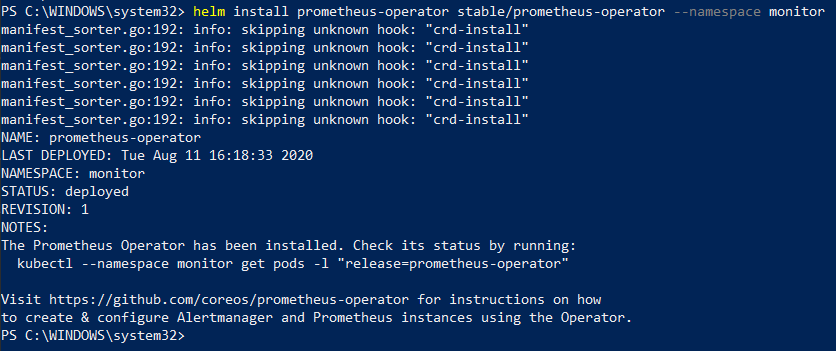 PS C:\WINDOWS\system32> helm install prometheus-operator stable/prometheus-operator --namespace monitor
manifest_sorter.go:192: info: skipping unknown hook: "crd-install"
manifest_sorter.go:192: info: skipping unknown hook: "crd-install"
manifest_sorter.go:192: info: skipping unknown hook: "crd-install"
manifest_sorter.go:192: info: skipping unknown hook: "crd-install"
manifest_sorter.go:192: info: skipping unknown hook: "crd-install"
manifest_sorter.go:192: info: skipping unknown hook: "crd-install"
NAME: prometheus-operator
LAST DEPLOYED: Tue Aug 11 16:18:33 2020
NAMESPACE: monitor
STATUS: deployed
REVISION: 1
NOTES:
The Prometheus Operator has been installed. Check its status by running:
  kubectl --namespace monitor get pods -l "release=prometheus-operator"

Visit https://github.com/coreos/prometheus-operator for instructions on how
to create & configure Alertmanager and Prometheus instances using the Operator.
PS C:\WINDOWS\system32>